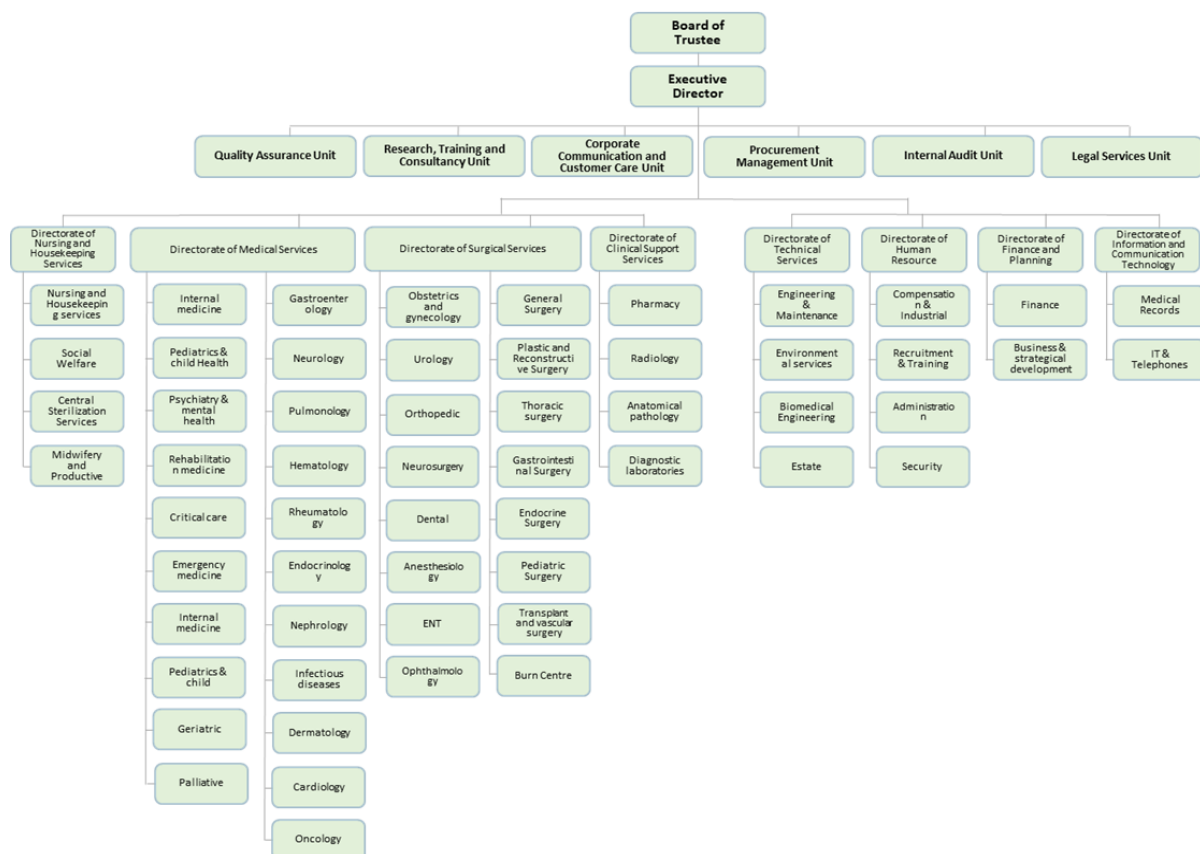 Board of
Trustee
Executive
Director
Quality Assurance Unit
Research, Training and
Consultancy Unit
Corporate
Communication and
Customer Care Unit
Procurement
Management Unit
Internal Audit Unit
Legal Services Unit
Directorate of
Nursing and
Housekeeping
Services
Directorate of Medical Services
Directorate of Surgical Services
Directorate of
Clinical Support
Services
Directorate of
Technical
Services
Directorate of
Human
Resource
Directorate of
Finance and
Planning
Directorate of
Information and
Communication
Technology
Nursing and
Housekeepin
g services
Social
Welfare
Central
Sterilization
Services
Midwifery
and
Productive
Internal
medicine
Pediatrics &
child Health
Psychiatry &
mental
health
Rehabilitatio
n medicine
Critical care
Emergency
medicine
Internal
medicine
Pediatrics &
child
Geriatric
Palliative
Gastroenter
ology
Neurology
Pulmonology
Hematology
Rheumatolo
gy
Endocrinolog
y
Nephrology
Infectious
diseases
Dermatology
Cardiology
Oncology
Obstetrics
and
gynecology
Urology
Orthopedic
Neurosurgery
Dental
Anesthesiolo
gy
ENT
Ophthalmolo
gy
General
Surgery
Plastic and
Reconstructi
ve Surgery
Thoracic
surgery
Gastrointesti
nal Surgery
Endocrine
Surgery
Pediatric
Surgery
Transplant
and vascular
surgery
Burn Centre
Pharmacy
Radiology
Anatomical
pathology
Diagnostic
laboratories
Engineering
&
Maintenance
Environment
al services
Biomedical
Engineering
Estate
Compensatio
n &
Industrial
Recruitment
& Training
Administratio
n
Security
Finance
Business &
strategical
development
Medical
Records
IT &
Telephones